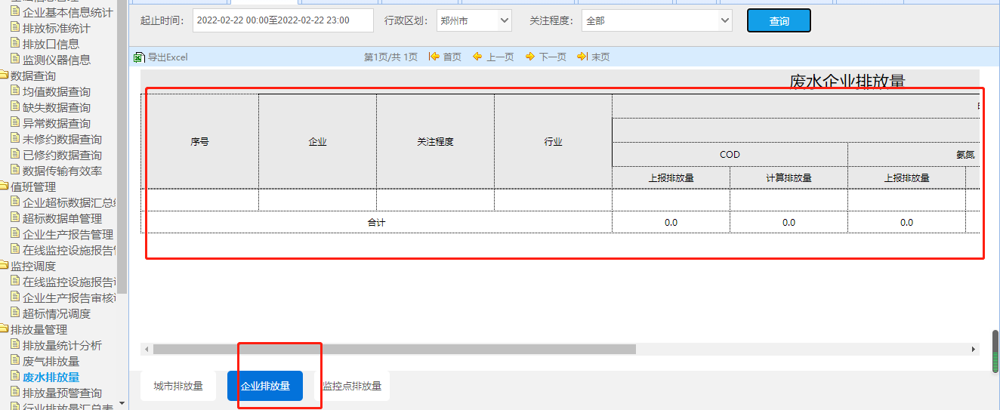 企业基本信息统计
排放标准统计
排放口信息
监测仪器信息
数据查询
均值数据查询
缺失数据查询
异常数据查询
未修约数据查询
已修约数据查询
数据传输有效率
值班管理
企业超标数据汇总
超标数据单管理
企业生产报告管理
在线监控设施报告
监控调度
在线监控设施报告
企业生产报告审核
超标情况调度
排放量管理
排放量统计分析
废气排放量
废水排放量
排放量预警查询
行业排放量汇总表
起止时间： 2022-02-22 00:00至2022-02-22 23:00 行政区划： 郑州市 关注程度： 全部 查询
导出Excel 第1页/共 1页 首页 上一页 下一页 末页
废水企业排放量
序号 企业 关注程度 行业
COD 氨氮
上报排放量 计算排放量 上报排放量
合计 0.0 0.0 0.0
城市排放量 企业排放量 监控点排放量